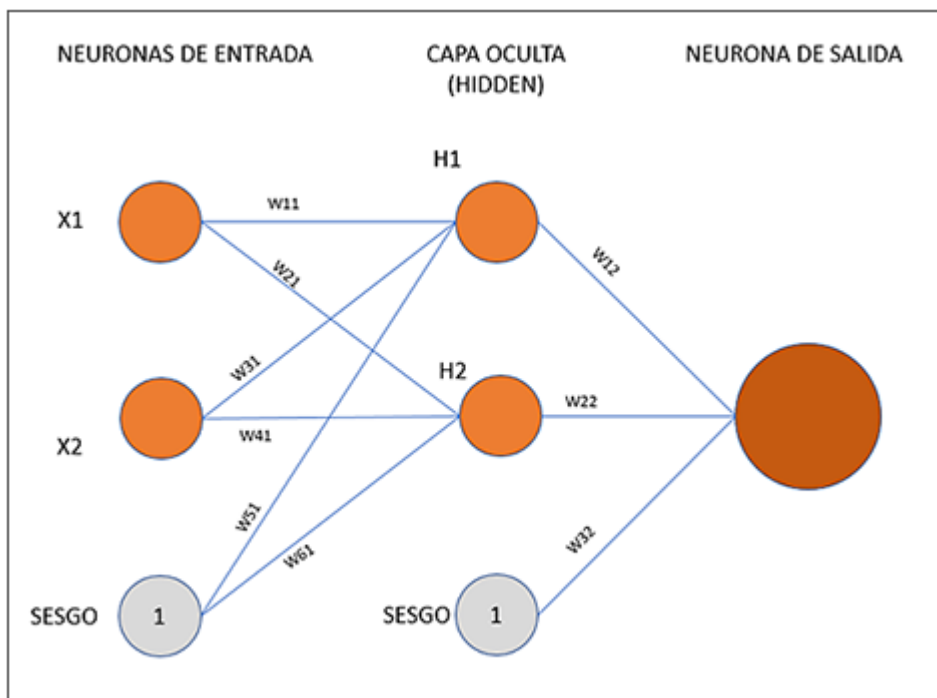 NEURONAS DE ENTRADA
CAPA OCULTA
(HIDDEN)
NEURONA DE SALIDA
H1
X1
W11
W21
W12
W31
H2
X2
W41
W22
W51
W61
W32
SESGO
1
SESGO
1